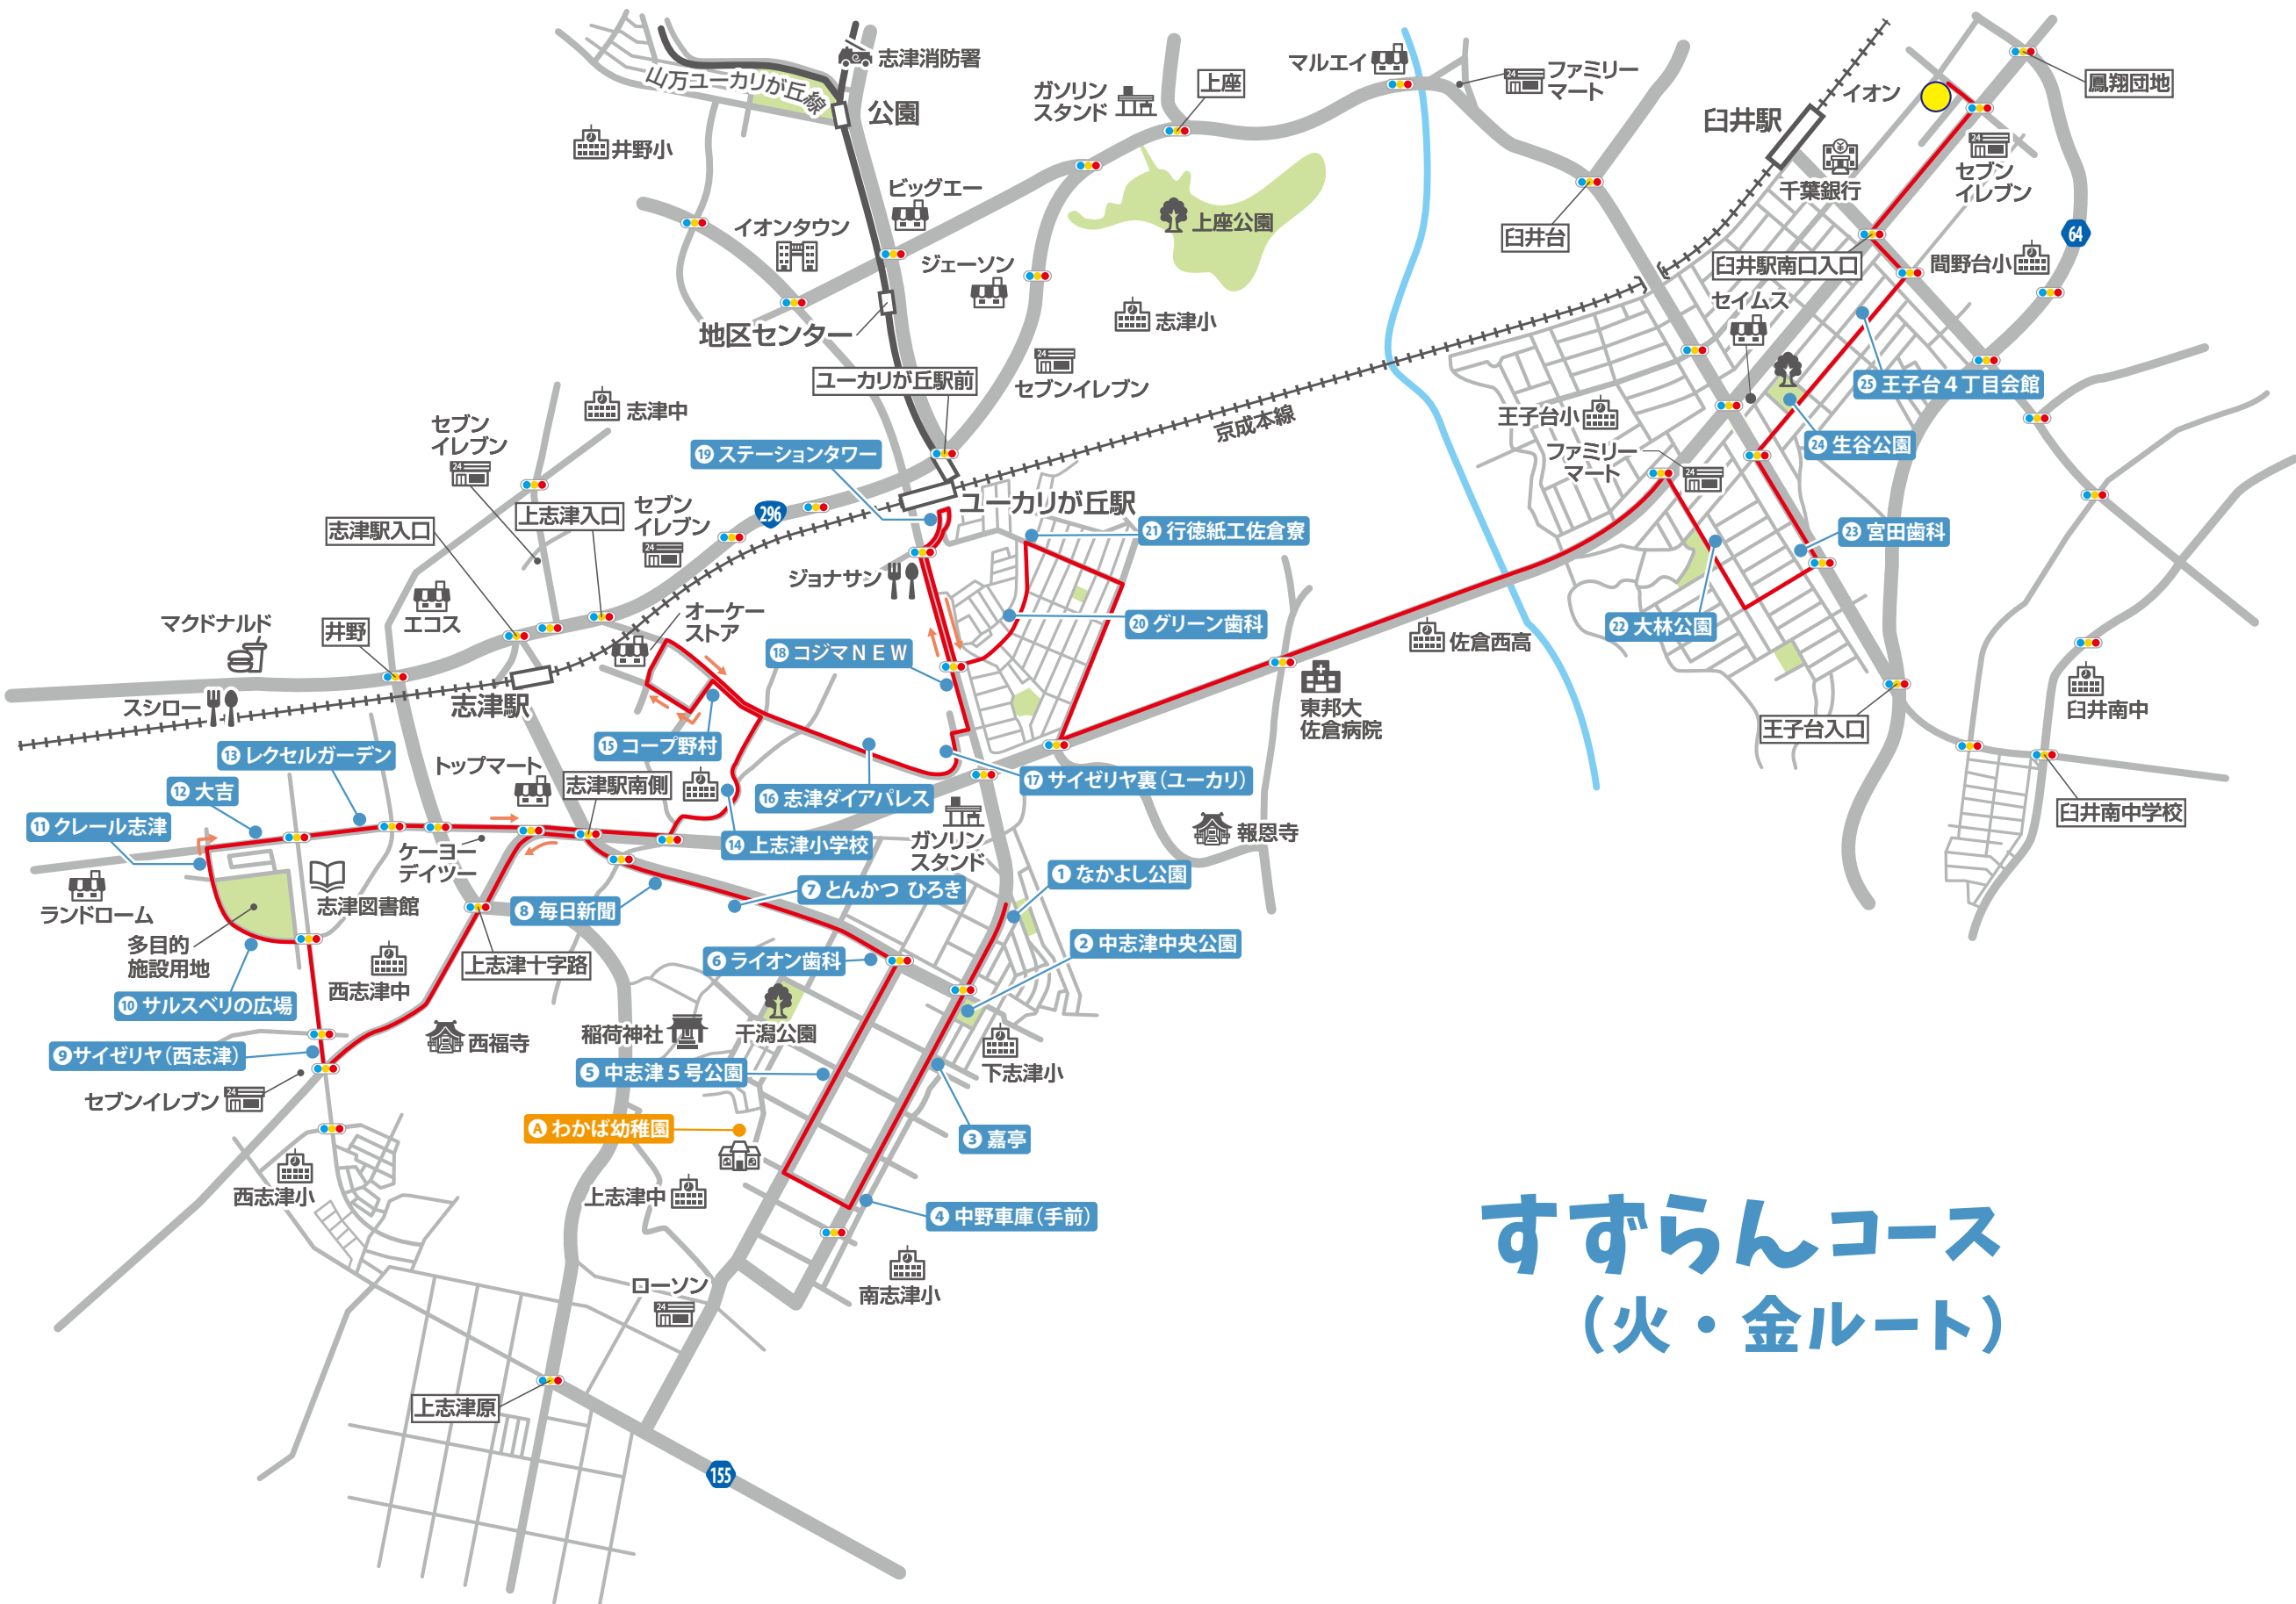 志津消防署
山万ユーカリが丘線
公園
井野小
ガソリン
スタンド
上座
マルエイ
24
ファミリー
マート
臼井駅
イオン
鳳翔団地
千葉銀行
24
セブン
イレブン
64
ビッグエー
イオンタウン
上座公園
臼井台
臼井駅南口入口
間野台小
ジェーソン
セイムス
地区センター
志津小
24
セブンイレブン
ユーカリが丘駅前
㉕ 王子台4丁目会館
志津中
セブン
イレブン
24
京成本線
王子台小
ファミリー
マート
24
㉔ 生谷公園
⑲ ステーションタワー
ユーカリが丘駅
296
志津駅入口
上志津入口
セブン
イレブン
24
㉑ 行徳紙工佐倉寮
㉓ 宮田歯科
ジョナサン
エコス
オーケー
ストア
マクドナルド
井野
⑳ グリーン歯科
㉒ 大林公園
佐倉西高
⑱ コジマNEW
スシロー
志津駅
東邦大
佐倉病院
臼井南中
王子台入口
⑮ コープ野村
⑬ レクセルガーデン
トップマート
志津駅南側
⑫ 大吉
⑯ 志津ダイアパレス
⑰ サイゼリヤ裏(ユーカリ)
臼井南中学校
⑪ クレール志津
ケーヨー
デイツー
⑭ 上志津小学校
ガソリン
スタンド
報恩寺
ランドローム
志津図書館
① なかよし公園
⑦ とんかつ ひろき
⑧ 毎日新聞
多目的
施設用地
② 中志津中央公園
⑥ ライオン歯科
上志津十字路
西志津中
⑩ サルスベリの広場
稲荷神社
干潟公園
西福寺
⑨サイゼリヤ(西志津)
下志津小
⑤ 中志津5号公園
セブンイレブン
24
Ⓐ わかば幼稚園
③ 嘉亭
西志津小
上志津中
④ 中野車庫(手前)
南志津小
ローソン
24
すずらんコース
(火・金ルート)
上志津原
155